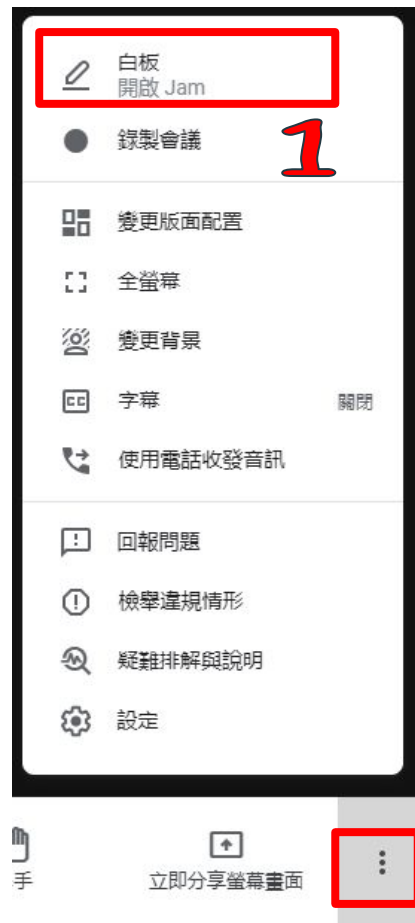 白板
開啟 Jam
1
錄製會議
變更版面配置
全螢幕
變更背景
CC 字幕 關閉
使用電話收發音訊
回報問題
檢舉違規情形
疑難排解與說明
設定
手
立即分享螢幕畫面